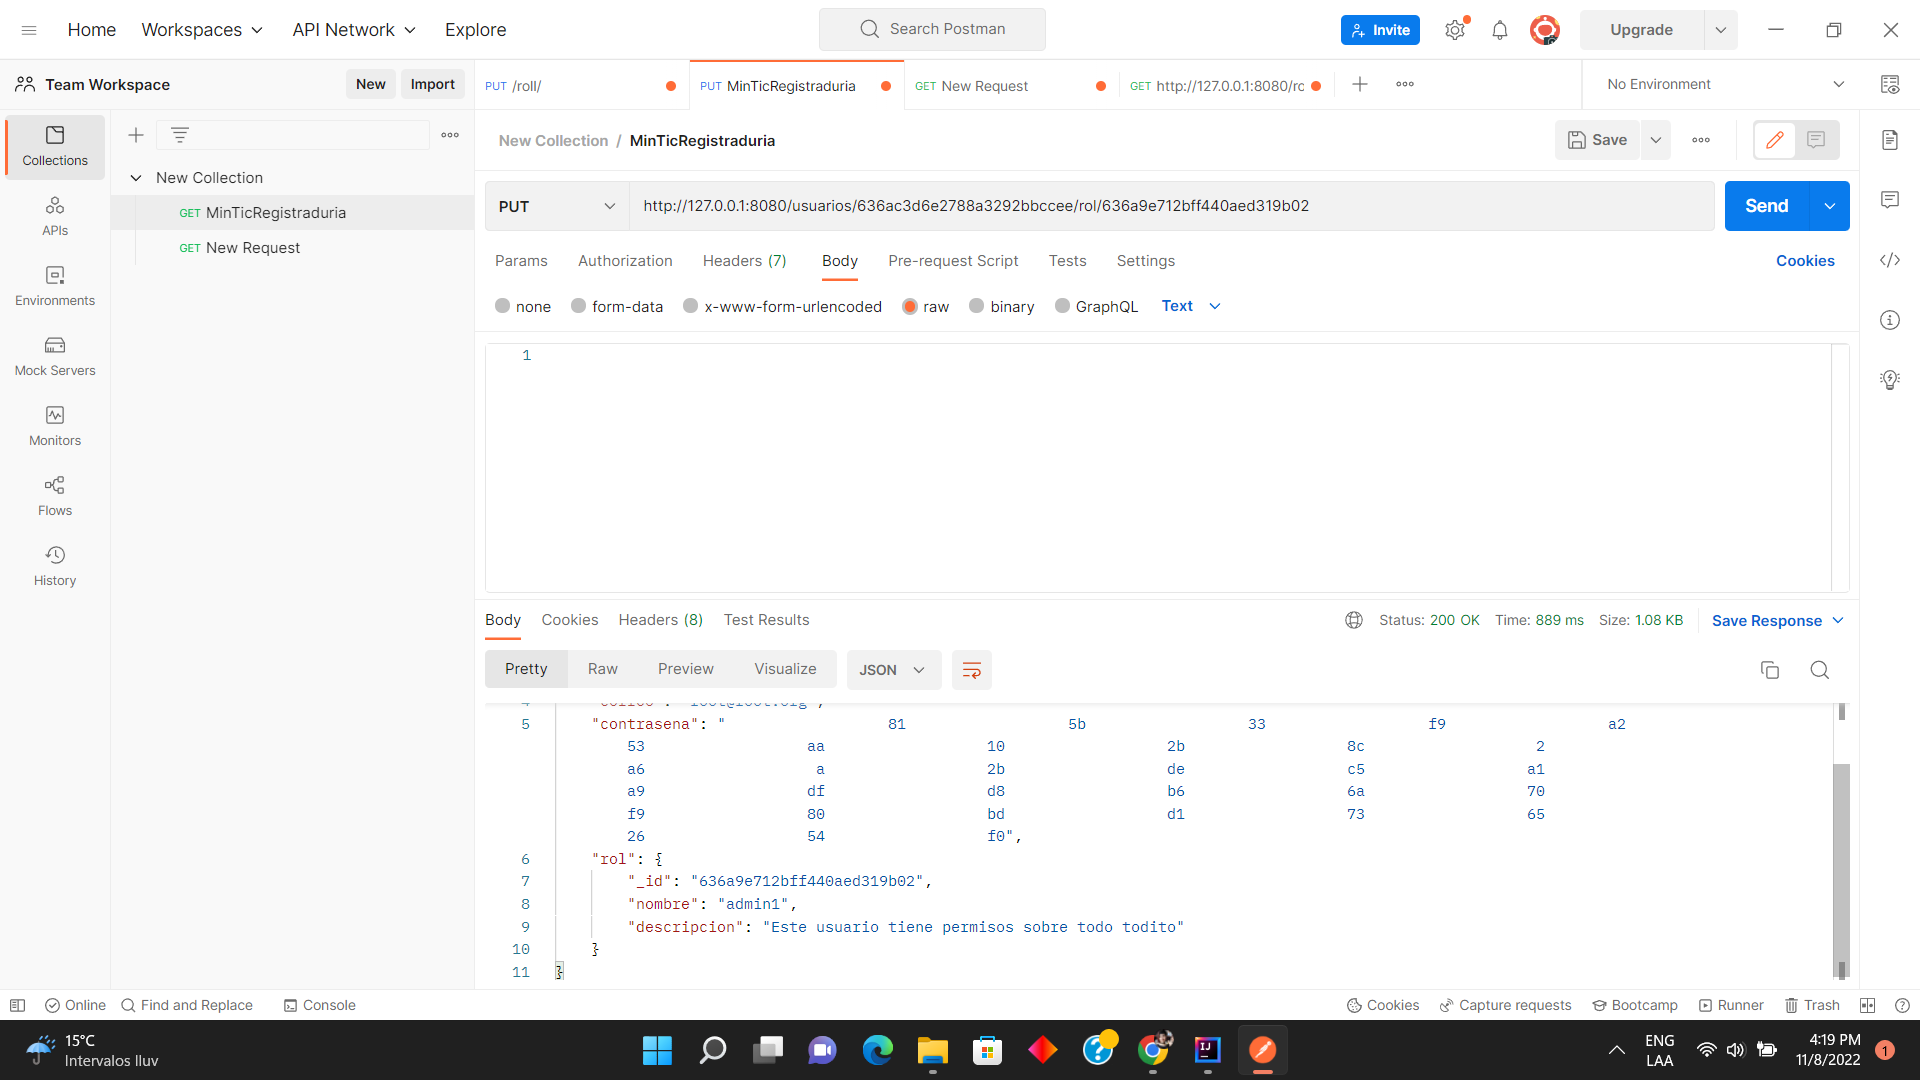 Home Workspaces API Network Explore Search Postman Invite Upgrade
Team Workspace New Import
PUT /roll/ PUT MinTicRegistraduria GET New Request GET http://127.0.0.1:8080/rc No Environment
Collections
APIs
Environments
Mock Servers
Monitors
Flows
History
New Collection
GET MinTicRegistraduria
GET New Request
New Collection / MinTicRegistraduria Save
PUT http://127.0.0.1:8080/usuarios/636ac3d6e2788a3292bbccee/rol/636a9e712bff440aed319b02 Send
Params Authorization Headers (7) Body Pre-request Script Tests Settings Cookies
none form-data x-www-form-urlencoded raw binary GraphQL Text
1
Body Cookies Headers (8) Test Results Status: 200 OK Time: 889 ms Size: 1.08 KB Save Response
Pretty Raw Preview Visualize JSON
5 "contrasena": " 81 5b 33 f9 a2
53 aa 10 2b 8c 2
a6 a 2b de c5 a1
a9 df d8 b6 6a 70
f9 80 bd d1 73 65
26 54 f0",
6 "rol": {
7 "_id": "636a9e712bff440aed319b02",
8 "nombre": "admin1",
9 "descripcion": "Este usuario tiene permisos sobre todo todito"
10 }
11 }
Online Find and Replace Console Cookies Capture requests Bootcamp Runner Trash
15°C
Intervalos lluv
ENG
LAA
4:19 PM
11/8/2022
1